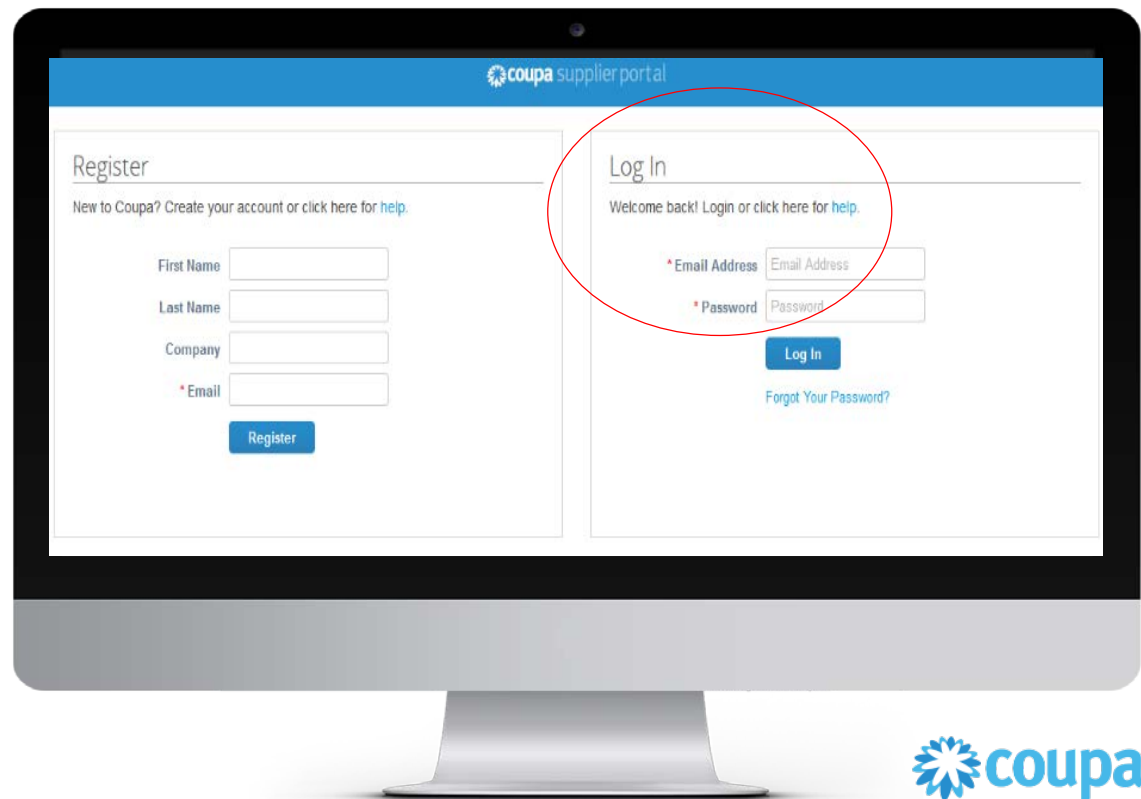 coupa supplier portal
Register
New to Coupa? Create your account or click here for help.
First Name
Last Name
Company
* Email
Register
Log In
Welcome back! Login or click here for help.
* Email Address Email Address
* Password Password
Log In
Forgot Your Password?
coupa